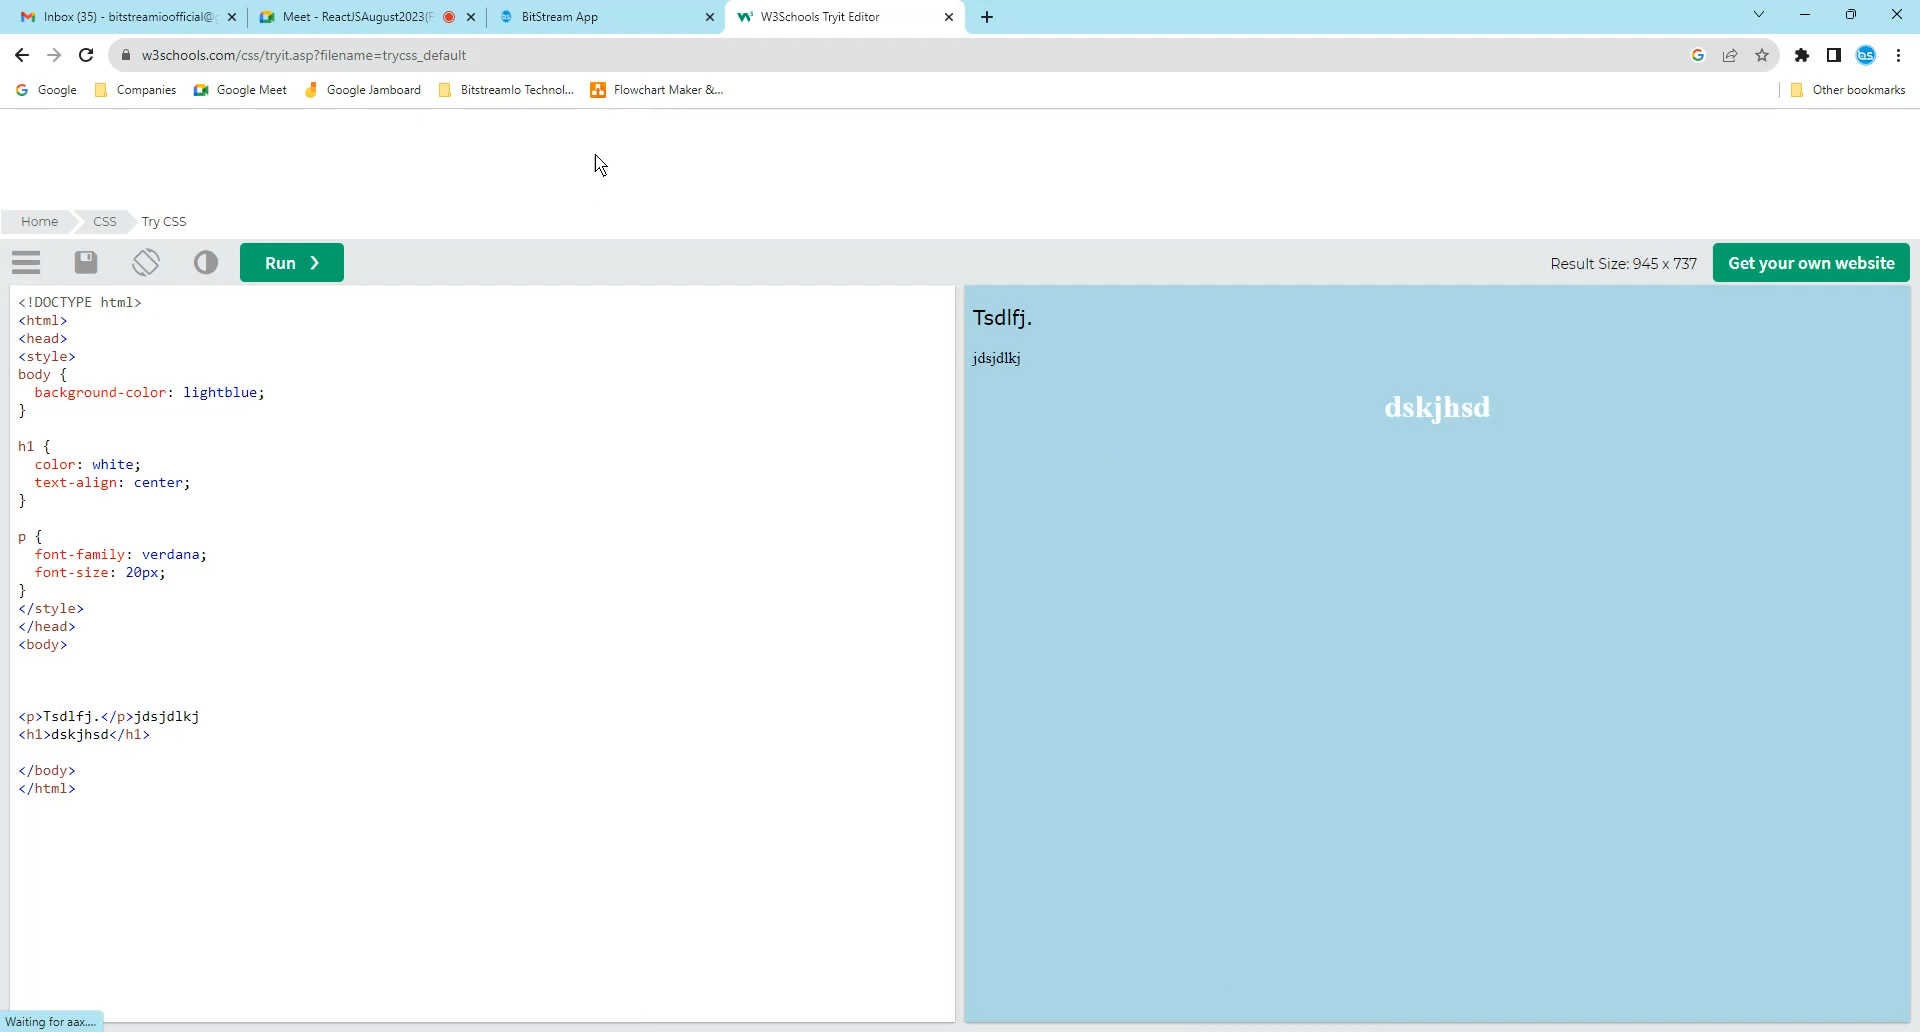 Inbox (35) - bitstreamioofficial@
Meet - ReactJSAugust2023(F
BitStream App
W3Schools Tryit Editor
w3schools.com/css/tryit.asp?filename=trycss_default
Google
Companies
Google Meet
Google Jamboard
BitstreamIo Technol...
Flowchart Maker &...
Other bookmarks
Home
CSS
Try CSS
Run ❯
Result Size: 945 x 737
Get your own website
<!DOCTYPE html>
<html>
<head>
<style>
body {
  background-color: lightblue;
}
h1 {
  color: white;
  text-align: center;
}
p {
  font-family: verdana;
  font-size: 20px;
}
</style>
</head>
<body>
<p>Tsdlfj.</p>jdsjdlkj
<h1>dskjhsd</h1>
</body>
</html>
Tsdlfj.
jdsjdlkj
dskjhsd
Waiting for aax....